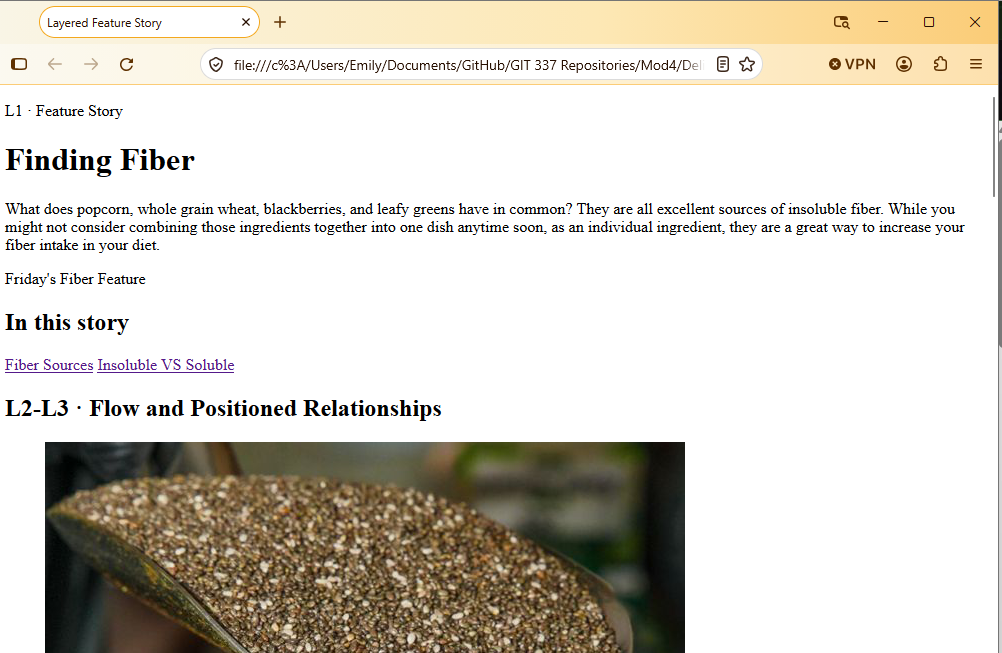 Layered Feature Story
file:///c%3A/Users/Emily/Documents/GitHub/GIT 337 Repositories/Mod4/Del
VPN
L1 · Feature Story
Finding Fiber
What does popcorn, whole grain wheat, blackberries, and leafy greens have in common? They are all excellent sources of insoluble fiber. While you
might not consider combining those ingredients together into one dish anytime soon, as an individual ingredient, they are a great way to increase your
fiber intake in your diet.
Friday's Fiber Feature
In this story
Fiber Sources Insoluble VS Soluble
L2-L3 · Flow and Positioned Relationships